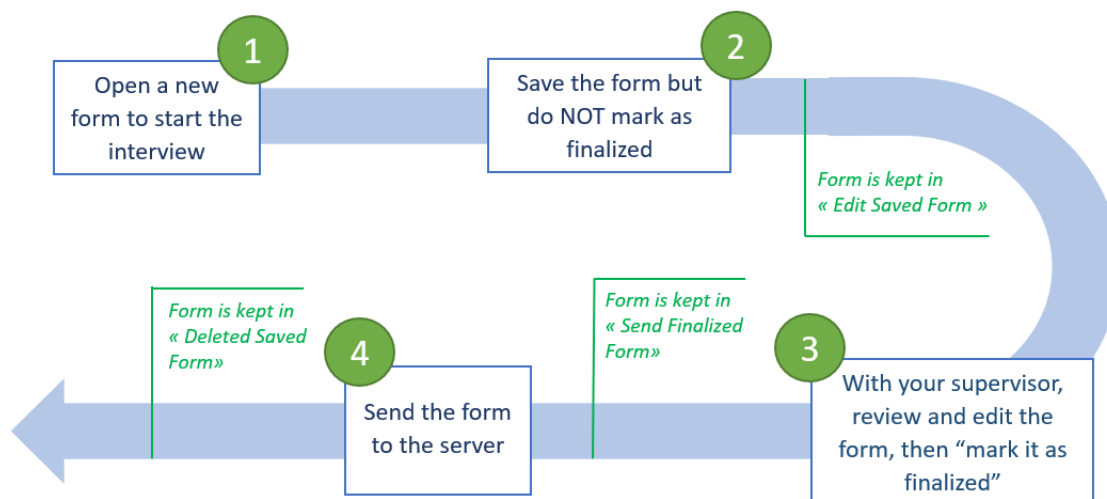 1
Open a new
form to start the
interview
2
Save the form but
do NOT mark as
finalized
Form is kept in
« Edit Saved Form »
3
With your supervisor,
review and edit the
form, then “mark it as
finalized”
Form is kept in
« Send Finalized
Form»
4
Send the form
to the server
Form is kept in
« Deleted Saved
Form»